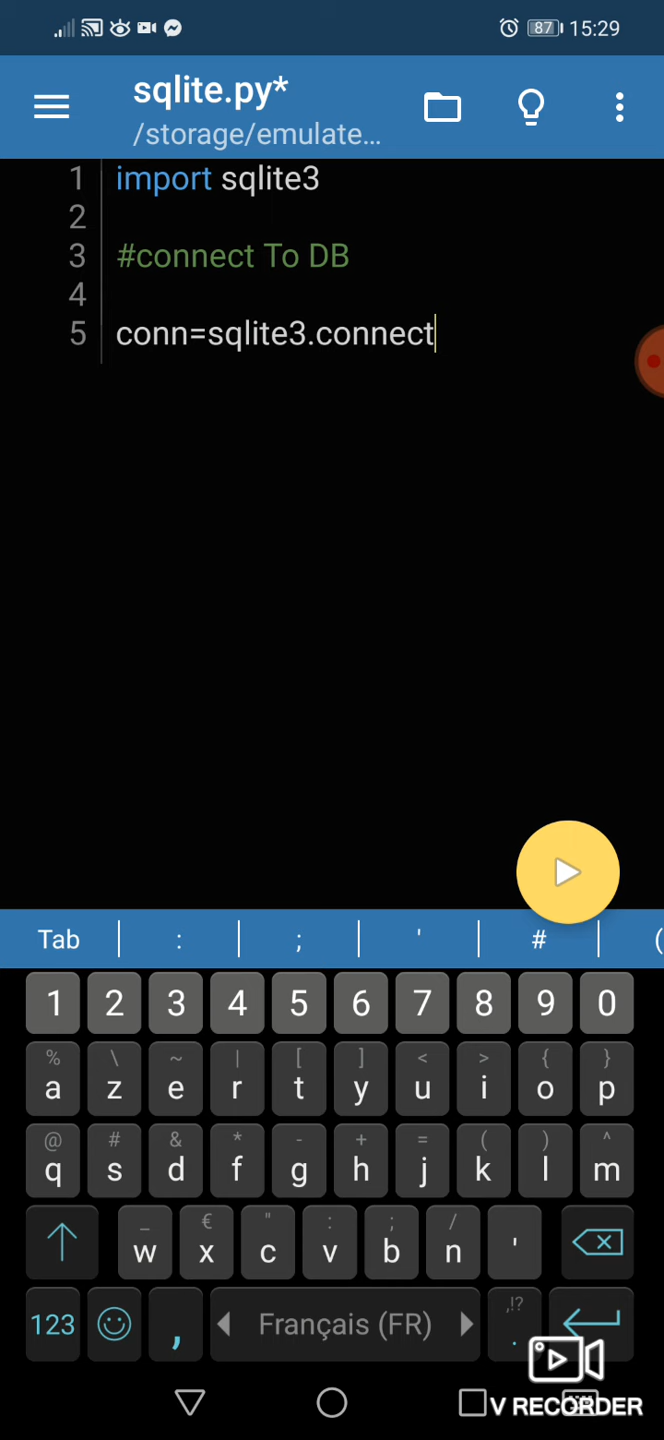 87 15:29
sqlite.py*
/storage/emulate...
1 import sqlite3
2
3 #connect To DB
4
5 conn=sqlite3.connect
Tab : ; ' # (
1 2 3 4 5 6 7 8 9 0
% \ ~ | [ ] < > { }
a z e r t y u i o p
@ # & * - + = ( ) ^
q s d f g h j k l m
_ € " : ; /
w x c v b n '
,!?
123 , Français (FR) .
V RECORDER